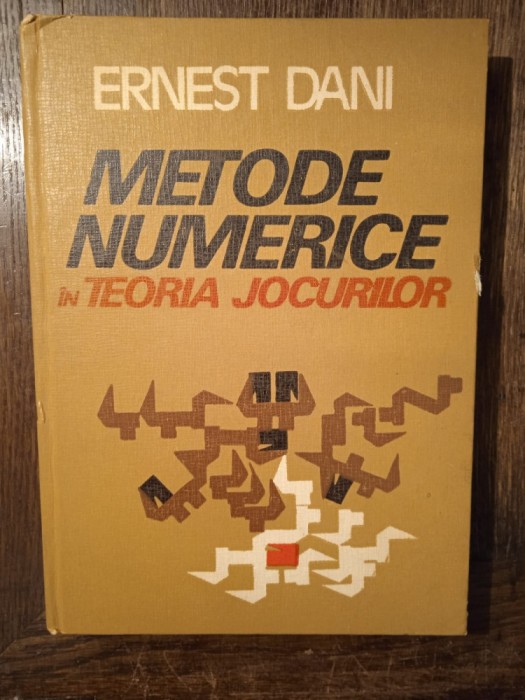 ERNEST DANI
METODE
NUMERICE
ÎN TEORIA JOCURILOR